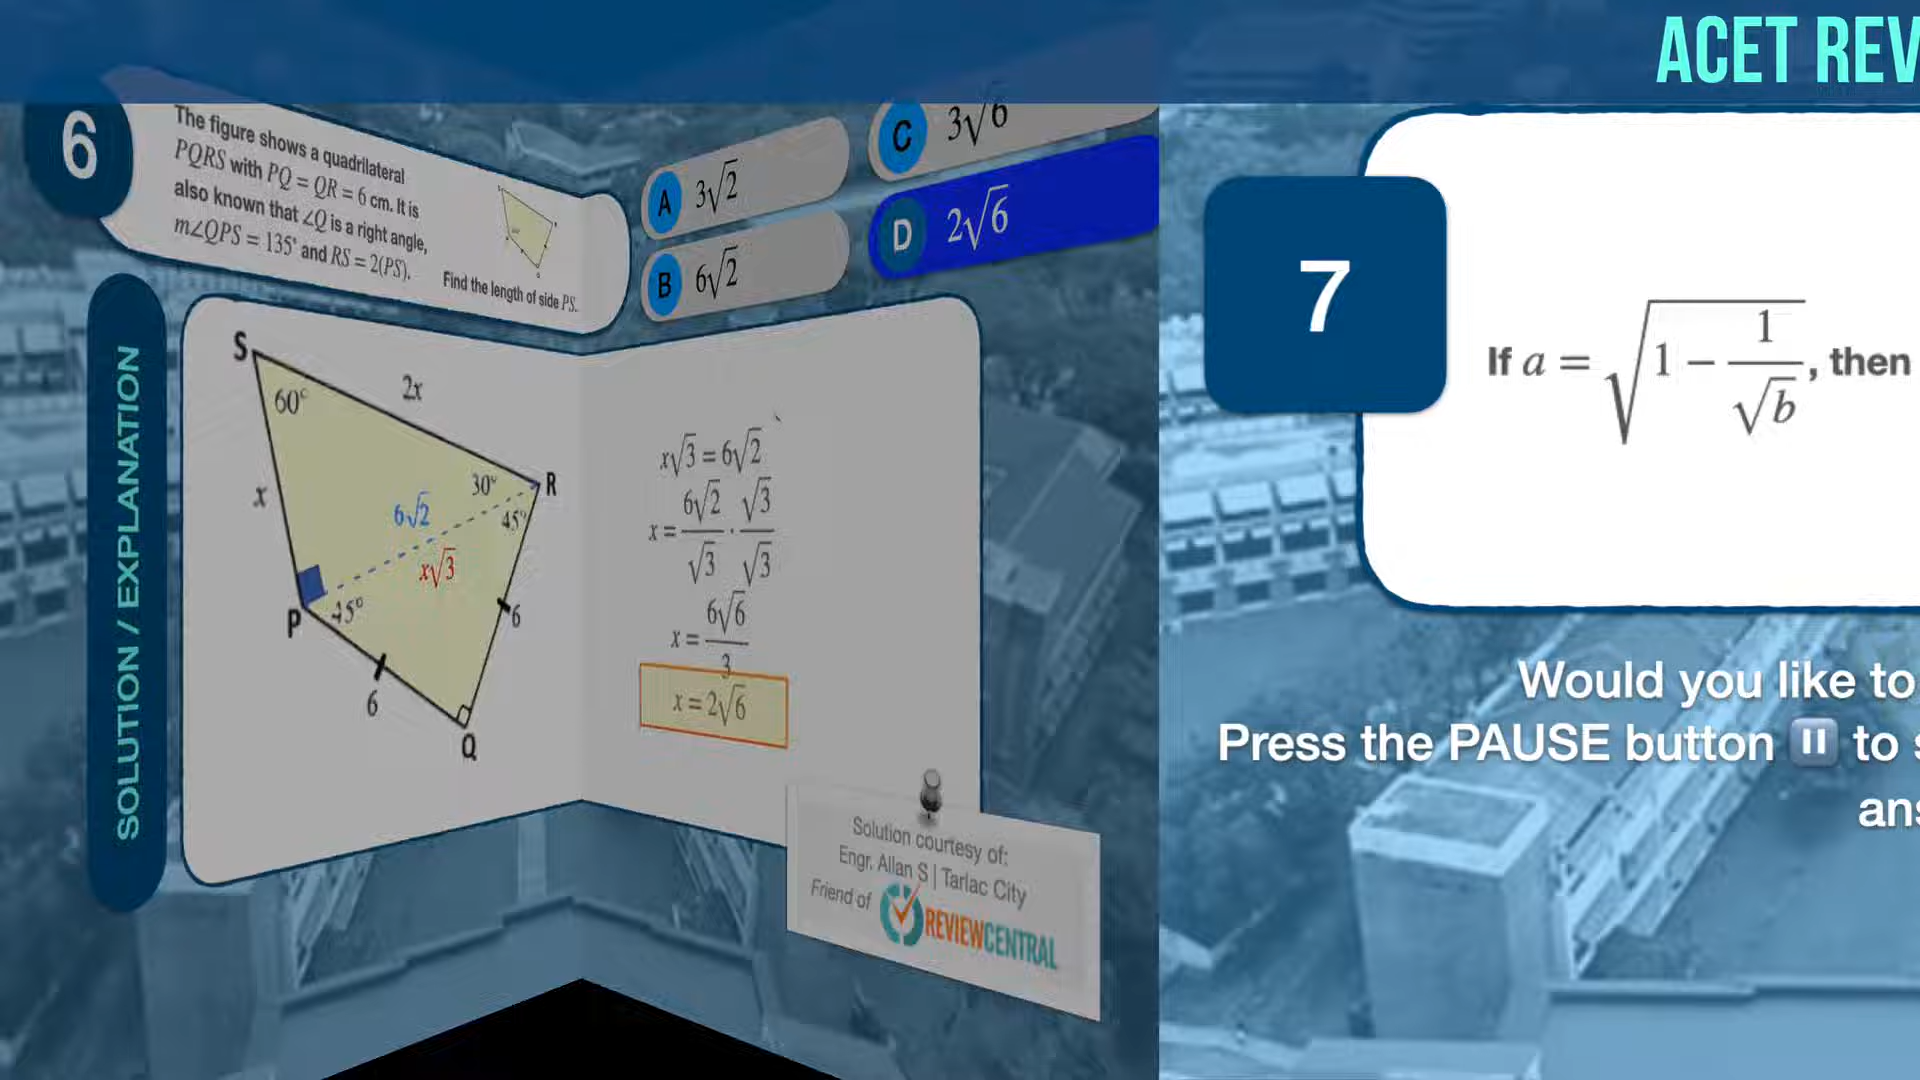 ACET REV
6
The figure shows a quadrilateral
PQRS with PQ = QR = 6 cm. It is
also known that ∠Q is a right angle,
m∠QPS = 135° and RS = 2(PS).
Find the length of side PS.
A 3√2
B 6√2
C 3√6
D 2√6
SOLUTION / EXPLANATION
S
60°
2x
x
30°
R
6√2
45°
x√3
P
45°
6
6
Q
x√3 = 6√2
x = 6√2/√3 · √3/√3
x = 6√6/3
x = 2√6
Solution courtesy of:
Engr. Allan S | Tarlac City
Friend of REVIEWCENTRAL
7
If a = √(1 − 1/√b), then
Would you like to
Press the PAUSE button ⏸ to s
ans